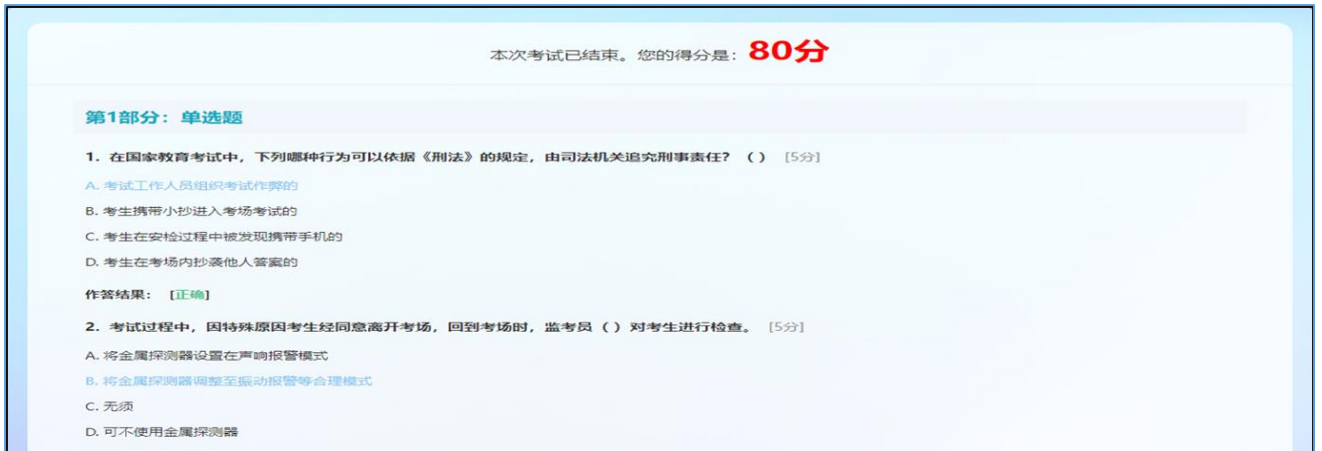 本次考试已结束。您的得分是：80分
第1部分：单选题
1. 在国家教育考试中，下列哪种行为可以依据《刑法》的规定，由司法机关追究刑事责任？（ ） [5分]
A. 考试工作人员组织考试作弊的
B. 考生携带小抄进入考场考试的
C. 考生在安检过程中被发现携带手机的
D. 考生在考场内抄袭他人答案的
作答结果： [正确]
2. 考试过程中，因特殊原因考生经同意离开考场，回到考场时，监考员（ ）对考生进行检查。 [5分]
A. 将金属探测器设置在声响报警模式
B. 将金属探测器调整至振动报警等合理模式
C. 无须
D. 可不使用金属探测器